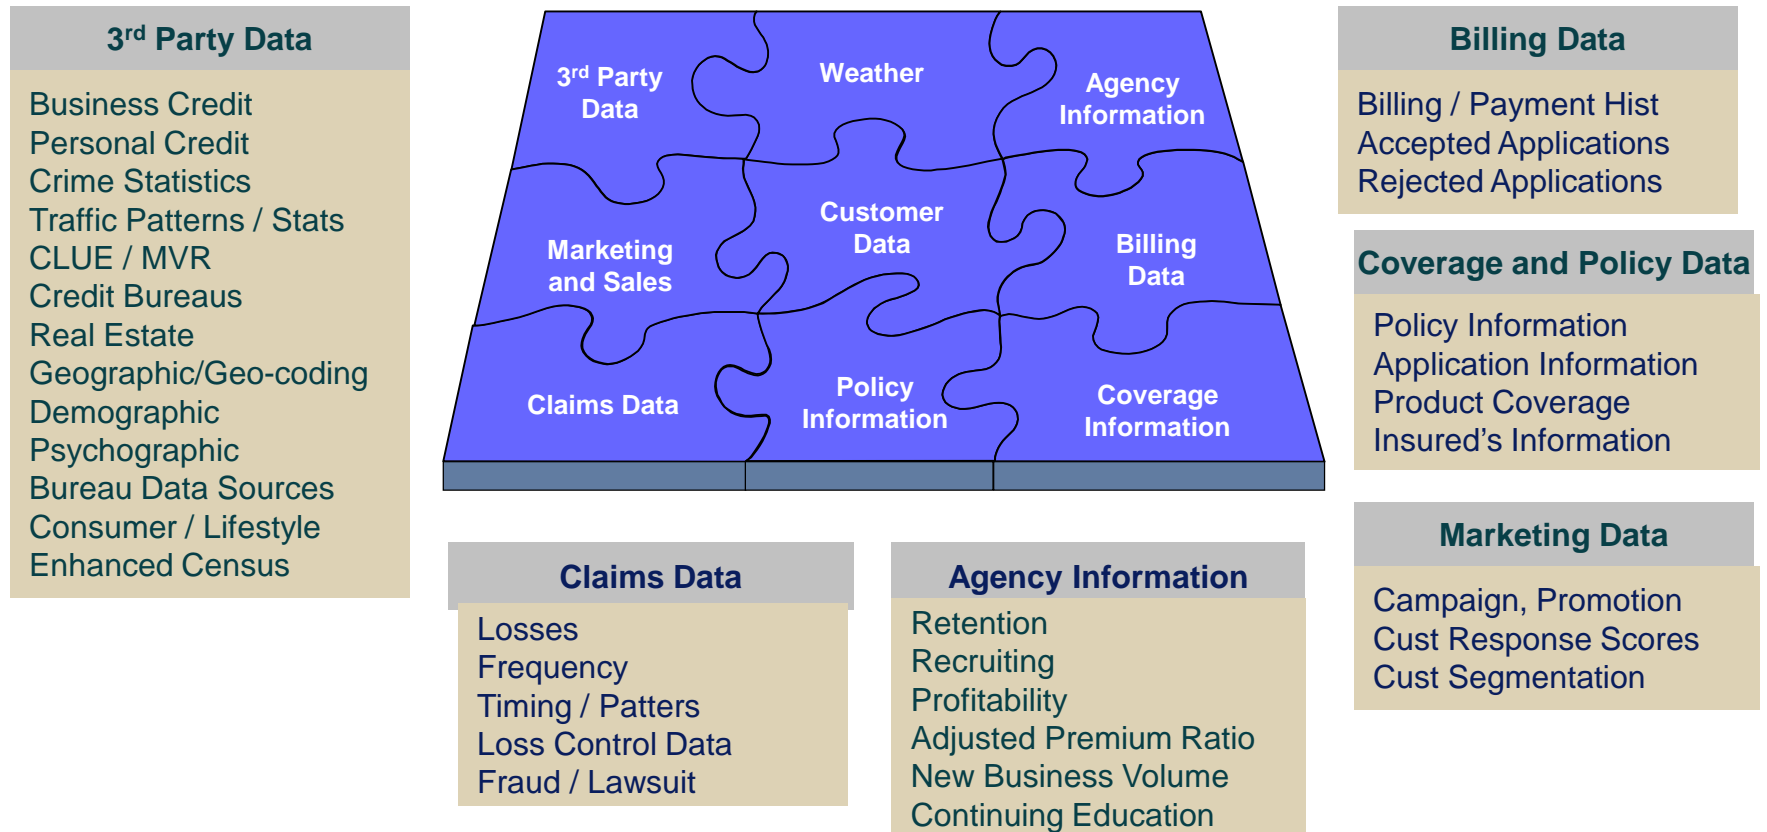 3rd Party Data
Business Credit
Personal Credit
Crime Statistics
Traffic Patterns / Stats
CLUE / MVR
Credit Bureaus
Real Estate
Geographic/Geo-coding
Demographic
Psychographic
Bureau Data Sources
Consumer / Lifestyle
Enhanced Census
3rd Party
Data
Weather
Agency
Information
Marketing
and Sales
Customer
Data
Billing
Data
Claims Data
Policy
Information
Coverage
Information
Billing Data
Billing / Payment Hist
Accepted Applications
Rejected Applications
Coverage and Policy Data
Policy Information
Application Information
Product Coverage
Insured’s Information
Claims Data
Losses
Frequency
Timing / Patters
Loss Control Data
Fraud / Lawsuit
Agency Information
Retention
Recruiting
Profitability
Adjusted Premium Ratio
New Business Volume
Continuing Education
Marketing Data
Campaign, Promotion
Cust Response Scores
Cust Segmentation